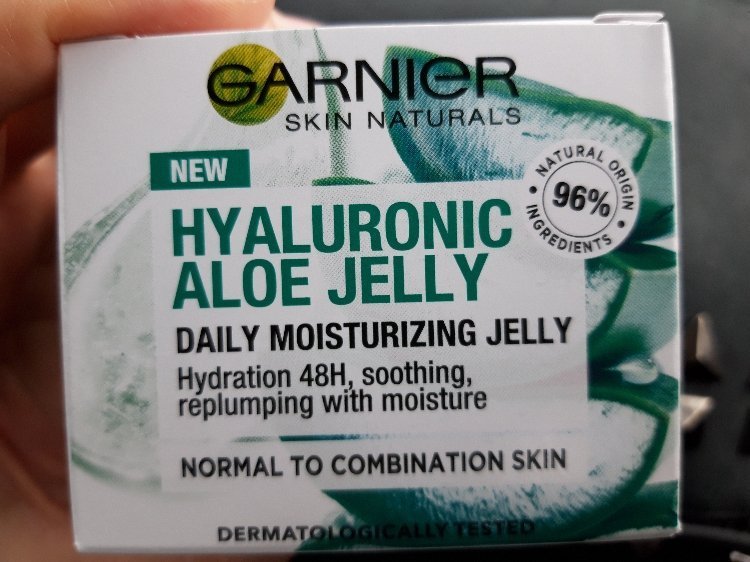 GARNIER
SKIN NATURALS
NEW
NATURAL ORIGIN
96%
INGREDIENTS
HYALURONIC
ALOE JELLY
DAILY MOISTURIZING JELLY
Hydration 48H, soothing,
replumping with moisture
NORMAL TO COMBINATION SKIN
DERMATOLOGICALLY TESTED